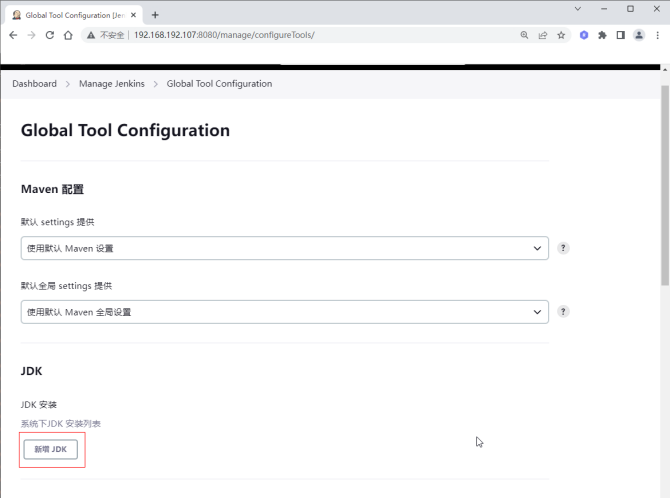 Global Tool Configuration [Jen
不安全
192.168.192.107:8080/manage/configureTools/
Dashboard
Manage Jenkins
Global Tool Configuration
Global Tool Configuration
Maven 配置
默认 settings 提供
使用默认 Maven 设置
?
默认全局 settings 提供
使用默认 Maven 全局设置
?
JDK
JDK 安装
系统下JDK 安装列表
新增 JDK